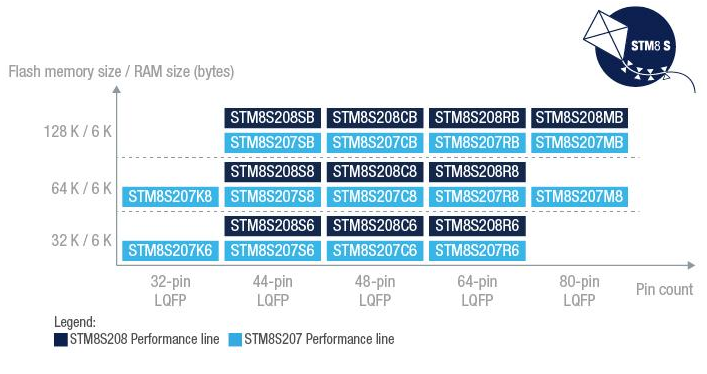 STM8 S
Flash memory size / RAM size (bytes)
128 K / 6 K
STM8S208SB STM8S208CB STM8S208RB STM8S208MB
STM8S207SB STM8S207CB STM8S207RB STM8S207MB
64 K / 6 K
STM8S208S8 STM8S208C8 STM8S208R8
STM8S207K8 STM8S207S8 STM8S207C8 STM8S207R8 STM8S207M8
32 K / 6 K
STM8S208S6 STM8S208C6 STM8S208R6
STM8S207K6 STM8S207S6 STM8S207C6 STM8S207R6
32-pin 44-pin 48-pin 64-pin 80-pin
LQFP LQFP LQFP LQFP LQFP
Pin count
Legend:
STM8S208 Performance line STM8S207 Performance line